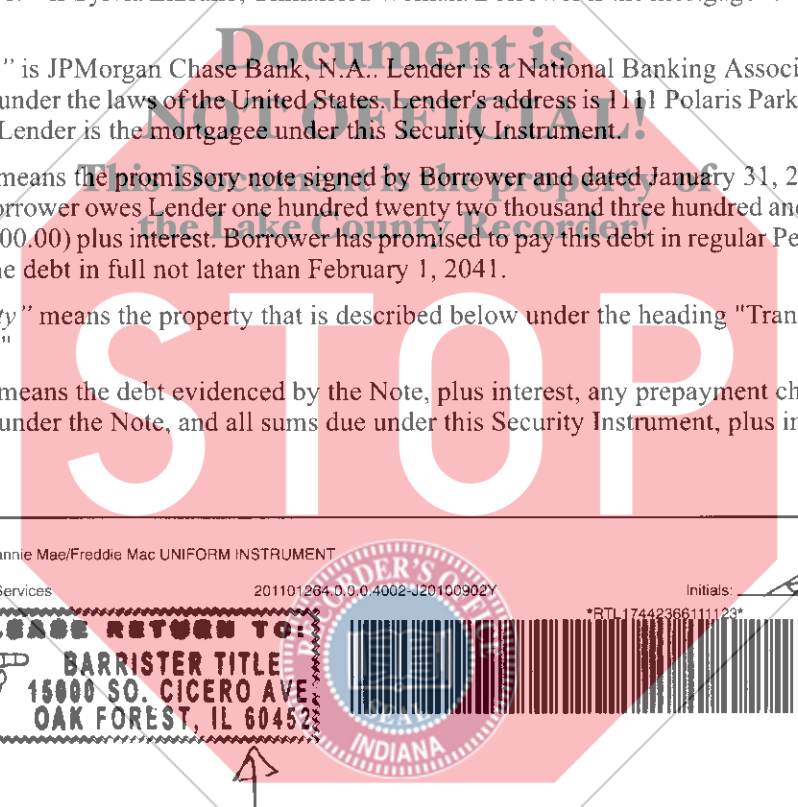 " is JPMorgan Chase Bank, N.A.. Lender is a National Banking Associ
under the laws of the United States. Lender's address is 1111 Polaris Park
Lender is the mortgagee under this Security Instrument.
means the promissory note signed by Borrower and dated January 31, 2
orrower owes Lender one hundred twenty two thousand three hundred and
00.00) plus interest. Borrower has promised to pay this debt in regular Pe
e debt in full not later than February 1, 2041.
ty" means the property that is described below under the heading "Tran
"
means the debt evidenced by the Note, plus interest, any prepayment ch
under the Note, and all sums due under this Security Instrument, plus in
Document is
NOT OFFICIAL!
This Document is the property of
the Lake County Recorder!
STOP
annie Mae/Freddie Mac UNIFORM INSTRUMENT
Services 201101264.0.0.0.4002-J20100902Y Initials:
*RTL17442366111123*
LEASE RETURN TO:
BARRISTER TITLE
15000 SO. CICERO AVE
OAK FOREST, IL 60452
RECORDER'S OFFICE
SEAL
INDIANA